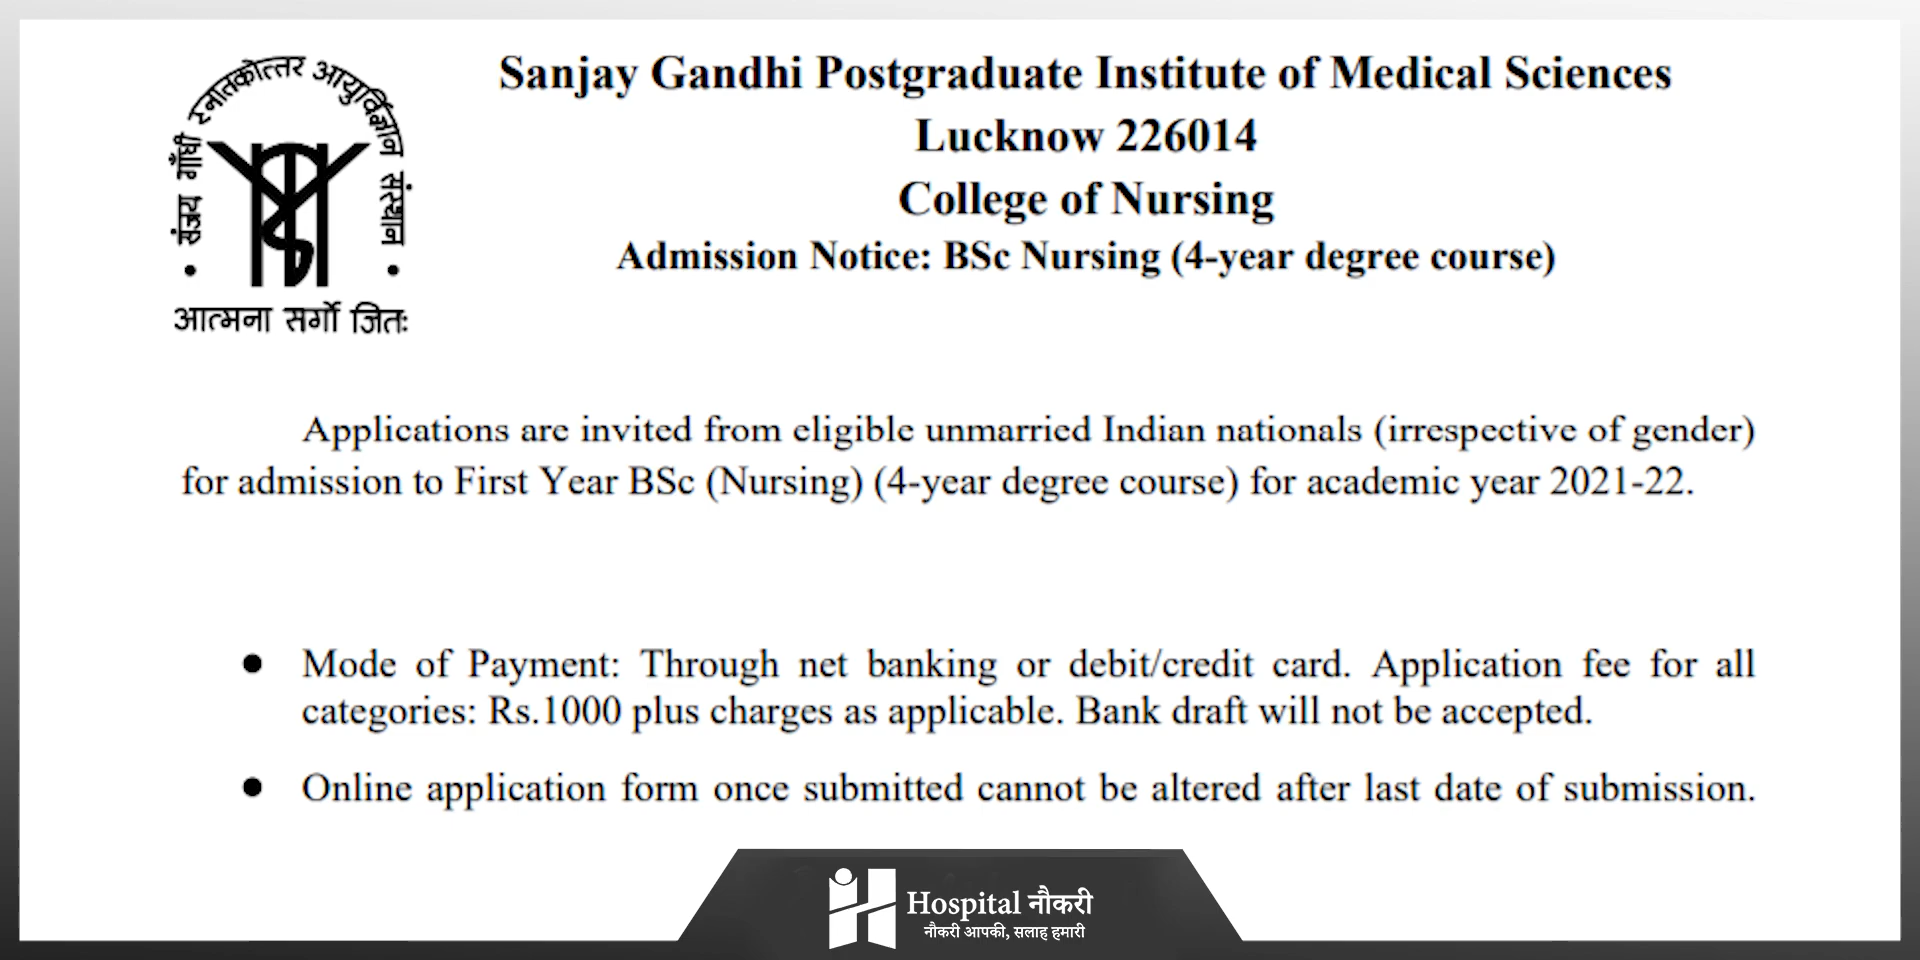 संजय गाँधी स्नातकोत्तर आयुर्विज्ञान संस्थान
आत्मना सर्गो जितः
Sanjay Gandhi Postgraduate Institute of Medical Sciences
Lucknow 226014
College of Nursing
Admission Notice: BSc Nursing (4-year degree course)
Applications are invited from eligible unmarried Indian nationals (irrespective of gender)
for admission to First Year BSc (Nursing) (4-year degree course) for academic year 2021-22.
● Mode of Payment: Through net banking or debit/credit card. Application fee for all
categories: Rs.1000 plus charges as applicable. Bank draft will not be accepted.
● Online application form once submitted cannot be altered after last date of submission.
Hospital नौकरी
नौकरी आपकी, सलाह हमारी